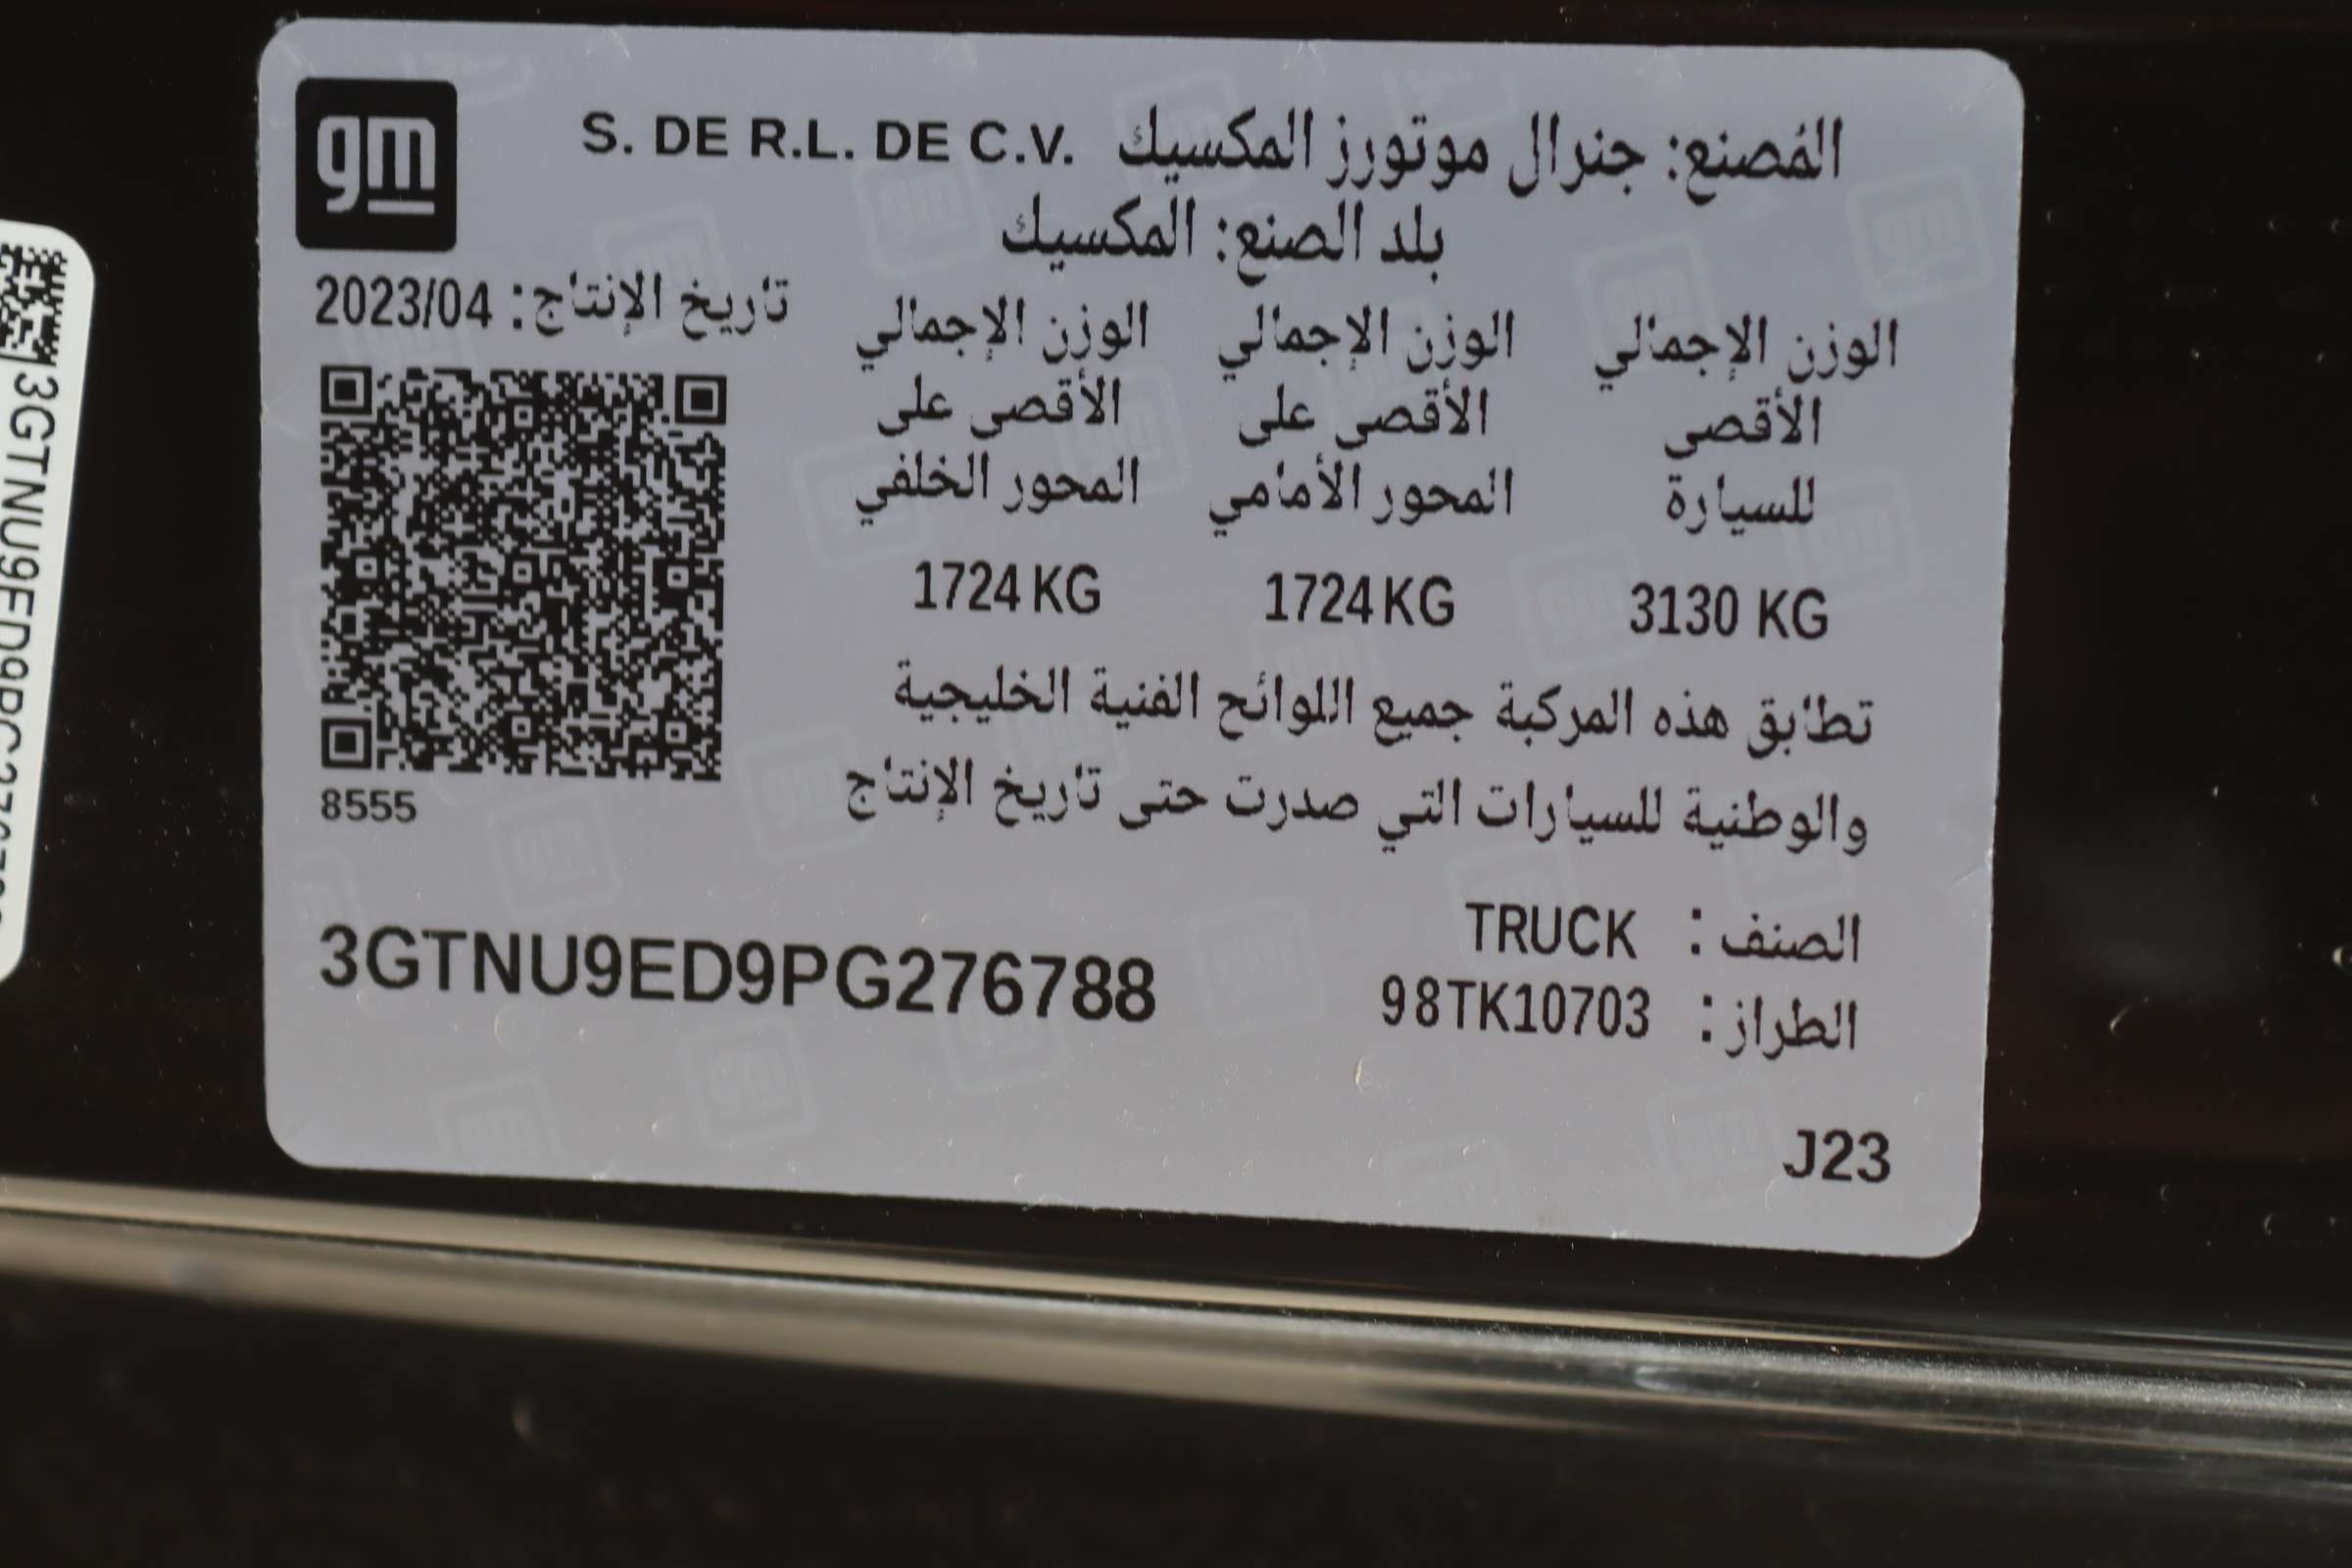 gm
المُصنع: جنرال موتورز المكسيك S. DE R.L. DE C.V.
بلد الصنع: المكسيك
تاريخ الإنتاج: 2023/04
الوزن الإجمالي الأقصى للسيارة
3130 KG
الوزن الإجمالي الأقصى على المحور الأمامي
1724 KG
الوزن الإجمالي الأقصى على المحور الخلفي
1724 KG
تطابق هذه المركبة جميع اللوائح الفنية الخليجية
والوطنية للسيارات التي صدرت حتى تاريخ الإنتاج
8555
الصنف: TRUCK
الطراز: 98TK10703
3GTNU9ED9PG276788
J23